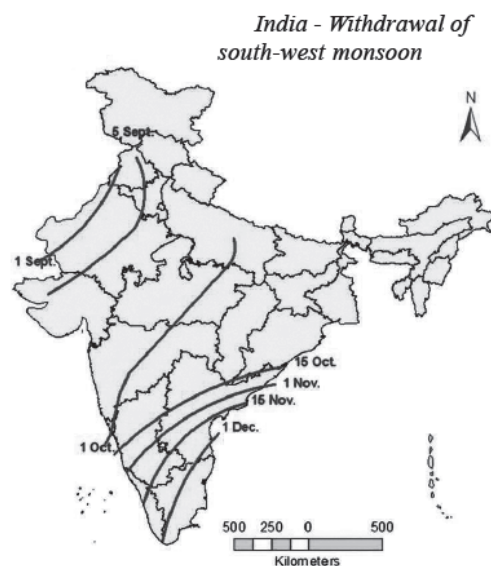 India - Withdrawal of
south-west monsoon
N
5 Sept.
1 Sept.
15 Oct.
1 Nov.
15 Nov.
1 Dec.
1 Oct.
500 250 0 500
Kilometers